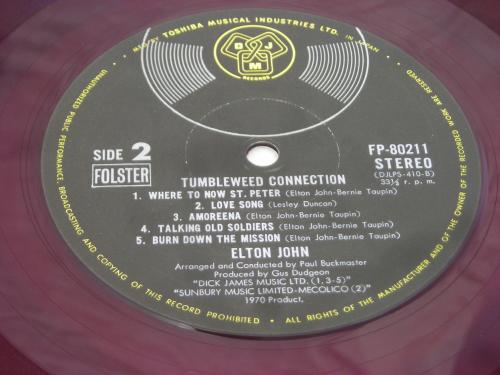 MFD. BY TOSHIBA MUSICAL INDUSTRIES LTD. IN JAPAN.
ALL RIGHTS OF THE MANUFACTURER AND OF THE OWNER OF THE RECORDED WORK ARE RESERVED
UNAUTHORIZED PUBLIC PERFORMANCE, BROADCASTING AND COPYING OF THIS RECORD PROHIBITED
DJM
RECORDS
SIDE 2
FOLSTER
FP-80211
STEREO
(DJLPS-410-B)
33⅓ r. p. m.
TUMBLEWEED CONNECTION
1. WHERE TO NOW ST. PETER (Elton John-Bernie Taupin)
2. LOVE SONG (Lesley Duncan)
3. AMOREENA (Elton John-Bernie Taupin)
4. TALKING OLD SOLDIERS (Elton John-Bernie Taupin)
5. BURN DOWN THE MISSION (Elton John-Bernie Taupin)
ELTON JOHN
Arranged and Conducted by Paul Buckmaster
Produced by Gus Dudgeon
"DICK JAMES MUSIC LTD. (1, 3-5)"
"SUNBURY MUSIC LIMITED-MECOLICO (2)"
1970 Product.